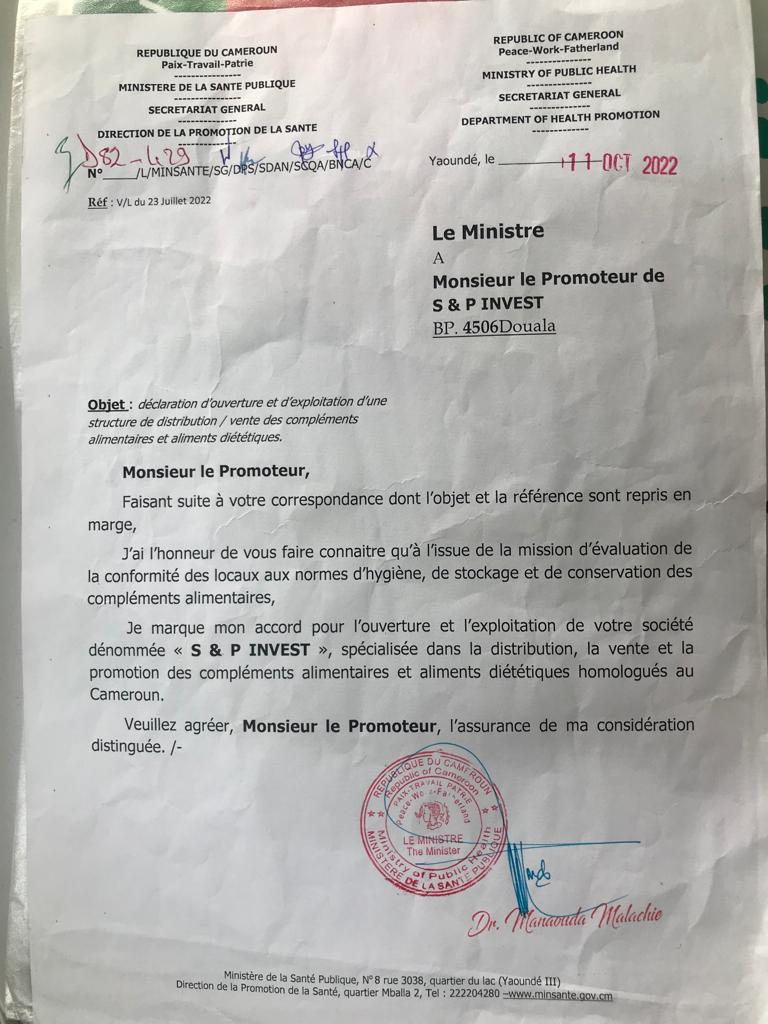 REPUBLIQUE DU CAMEROUN
Paix-Travail-Patrie
----------------
MINISTERE DE LA SANTE PUBLIQUE
----------------
SECRETARIAT GENERAL
----------------
DIRECTION DE LA PROMOTION DE LA SANTE
----------------
D82-429
N°_____/L/MINSANTE/SG/DPS/SDAN/SCQA/BNCA/C
Réf : V/L du 23 Juillet 2022
REPUBLIC OF CAMEROON
Peace-Work-Fatherland
----------------
MINISTRY OF PUBLIC HEALTH
----------------
SECRETARIAT GENERAL
----------------
DEPARTMENT OF HEALTH PROMOTION
----------------
Yaoundé, le 11 OCT 2022
Le Ministre
A
Monsieur le Promoteur de
S & P INVEST
BP. 4506Douala
Objet : déclaration d'ouverture et d'exploitation d'une
structure de distribution / vente des compléments
alimentaires et aliments diététiques.
Monsieur le Promoteur,
Faisant suite à votre correspondance dont l'objet et la référence sont repris en
marge,
J'ai l'honneur de vous faire connaitre qu'à l'issue de la mission d'évaluation de
la conformité des locaux aux normes d'hygiène, de stockage et de conservation des
compléments alimentaires,
Je marque mon accord pour l'ouverture et l'exploitation de votre société
dénommée « S & P INVEST », spécialisée dans la distribution, la vente et la
promotion des compléments alimentaires et aliments diététiques homologués au
Cameroun.
Veuillez agréer, Monsieur le Promoteur, l'assurance de ma considération
distinguée. /-
REPUBLIQUE DU CAMEROUN
Republic of Cameroon
PAIX-TRAVAIL-PATRIE
Peace-Work-Fatherland
LE MINISTRE
The Minister
Ministry of Public Health
MINISTERE DE LA SANTE PUBLIQUE
Dr. Manaouda Malachie
Ministère de la Santé Publique, N°8 rue 3038, quartier du lac (Yaoundé III)
Direction de la Promotion de la Santé, quartier Mballa 2, Tel : 222204280 –www.minsante.gov.cm